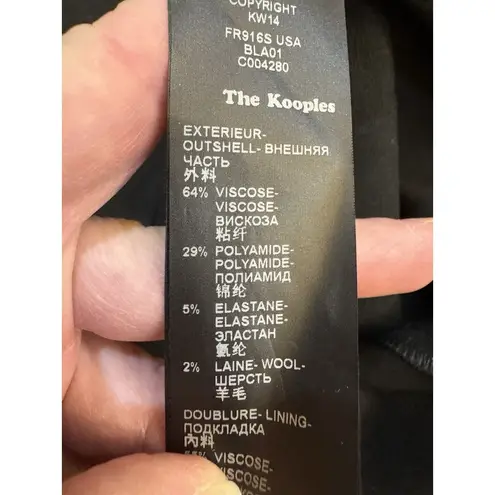 COPYRIGHT
KW14
FR916S USA
BLA01
C004280
The Kooples
EXTERIEUR-
OUTSHELL- ВНЕШНЯЯ
ЧАСТЬ
外料
64% VISCOSE-
VISCOSE-
ВИСКОЗА
粘纤
29% POLYAMIDE-
POLYAMIDE-
ПОЛИАМИД
锦纶
5% ELASTANE-
ELASTANE-
ЭЛАСТАН
氨纶
2% LAINE- WOOL-
ШЕРСТЬ
羊毛
DOUBLURE- LINING-
ПОДКЛАДКА
內料
VISCOSE-
VISCOSE-